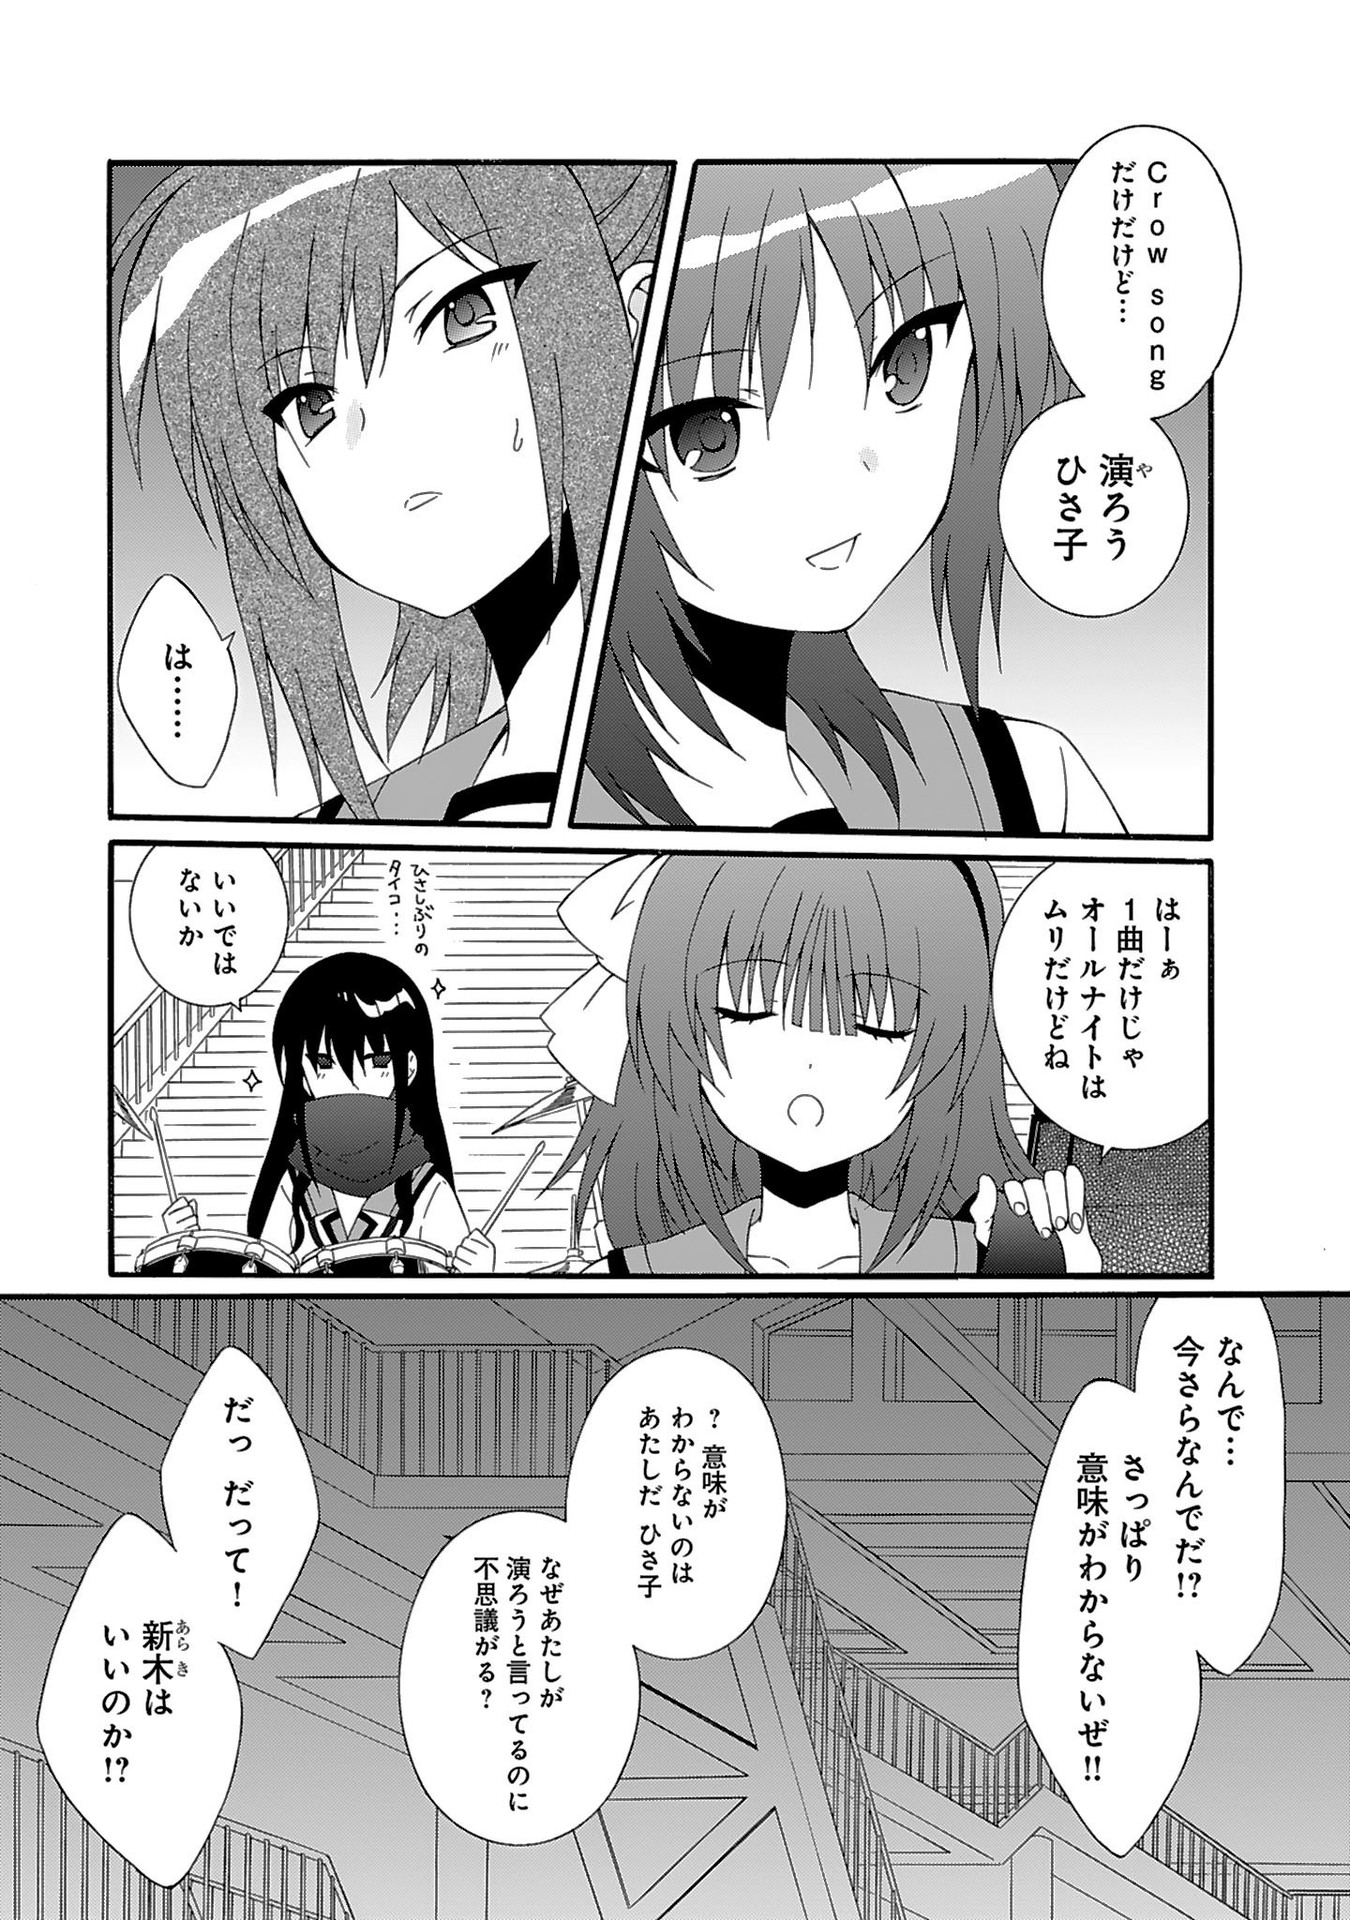 Crow song
だけだけど…
演ろう
ひさ子
は……
はーぁ
1曲だけじゃ
オールナイトは
ムリだけどね
ひさしぶりの
タイコ・・・
いいでは
ないか
なんで…
今さらなんでだ!?
さっぱり
意味がわからないぜ!!
? 意味が
わからないのは
あたしだ ひさ子
なぜあたしが
演ろうと言ってるのに
不思議がる?
だっ だって!
新木は
いいのか!?